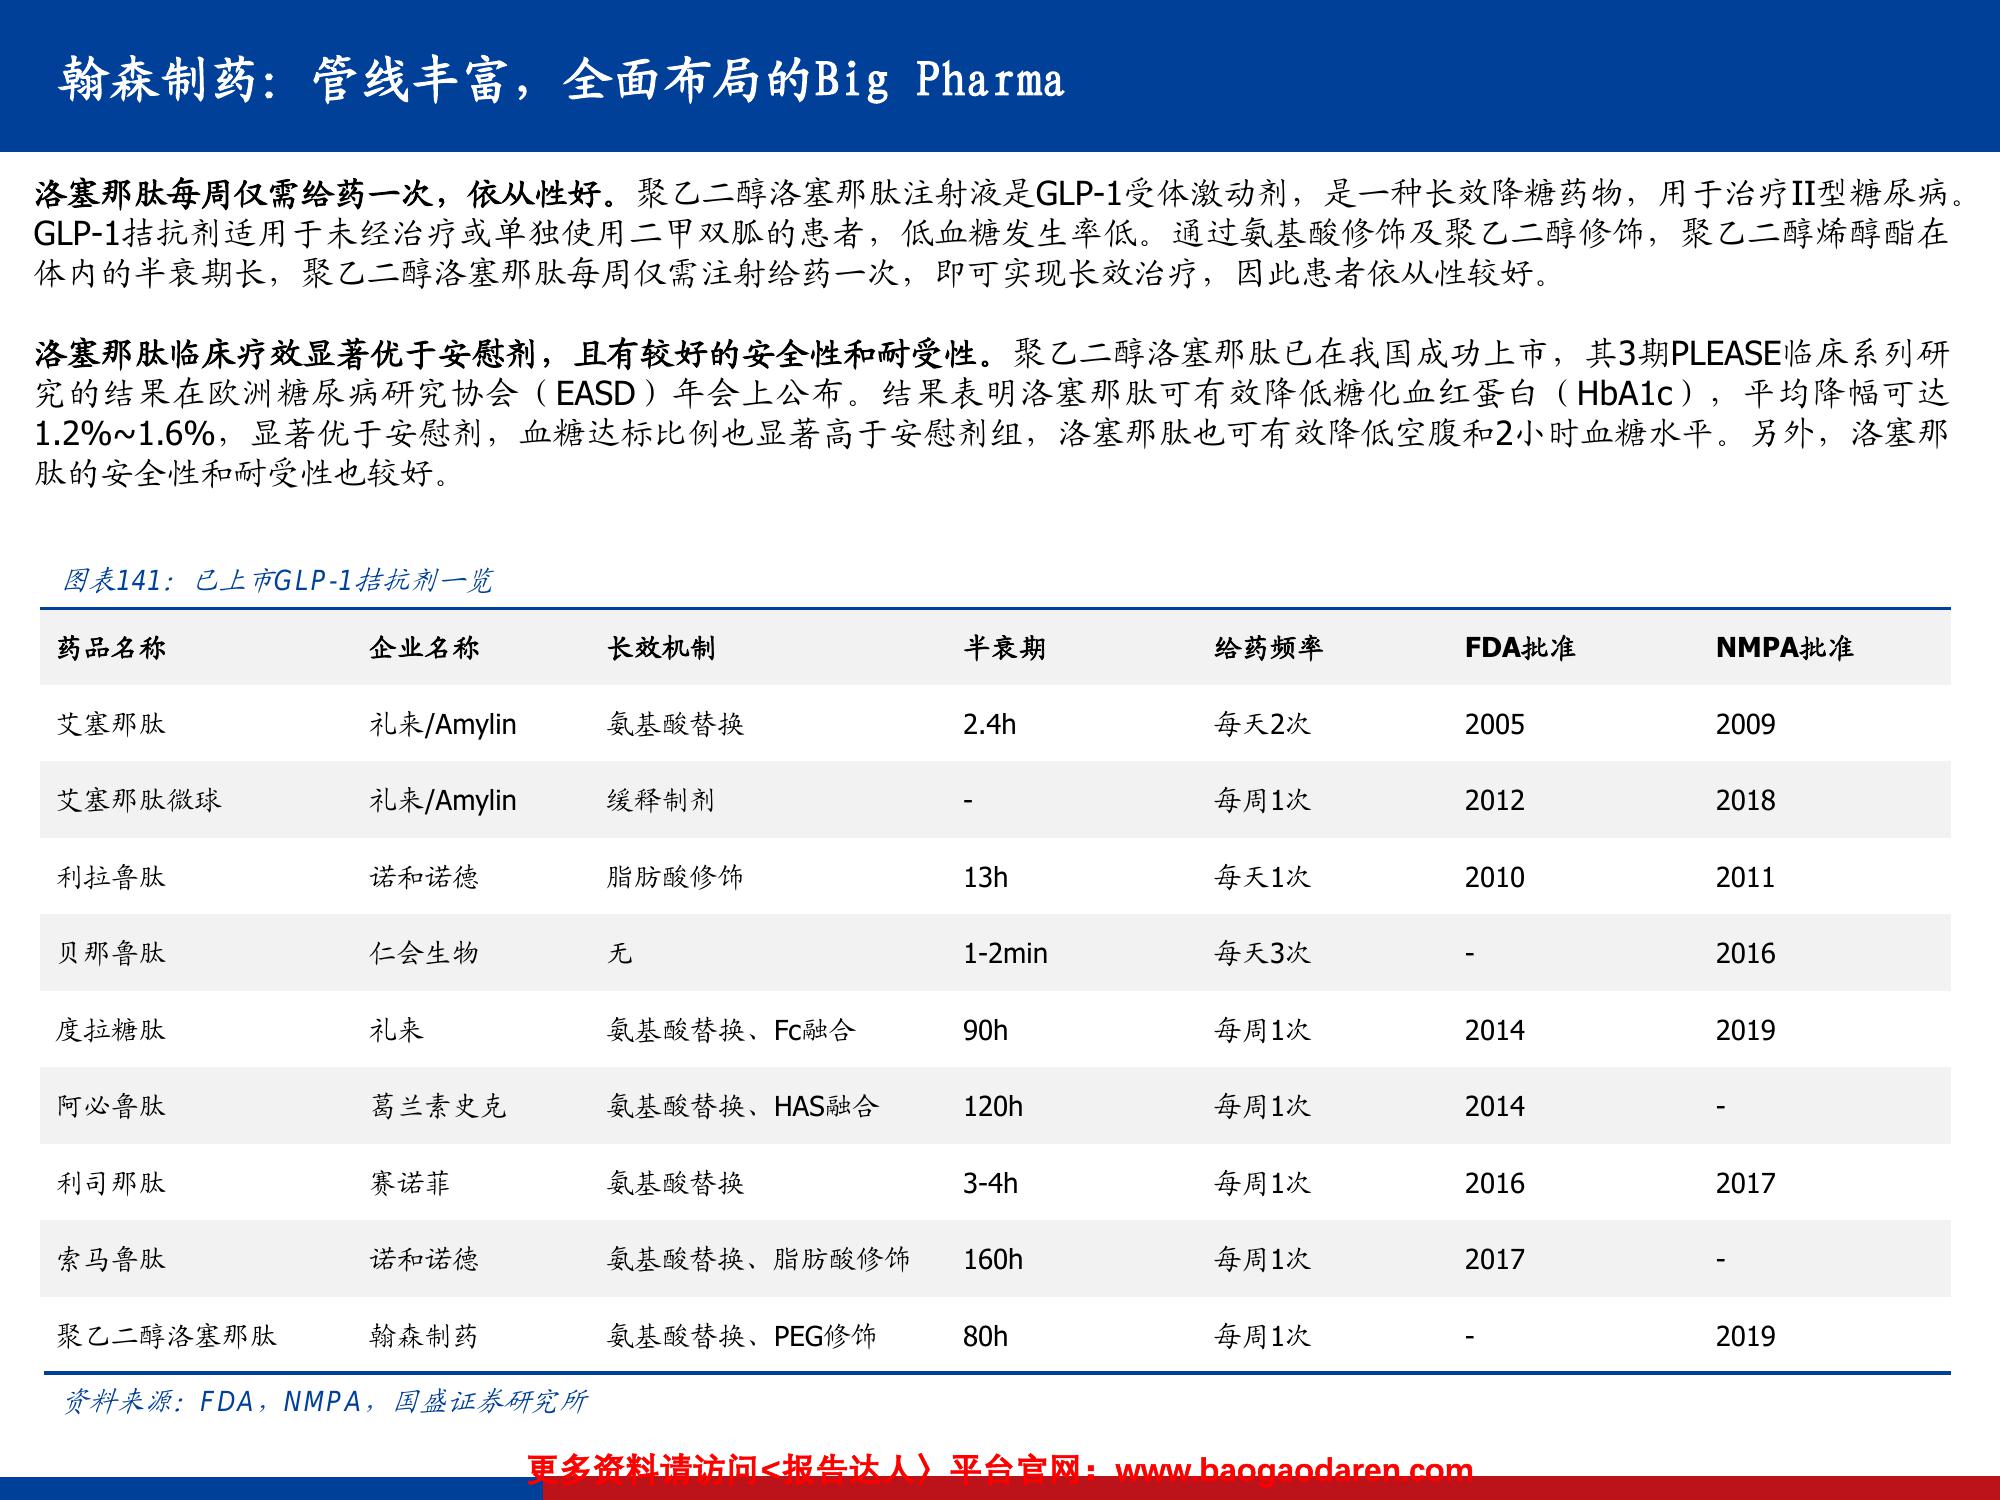 翰森制药：管线丰富，全面布局的Big Pharma
洛塞那肽每周仅需给药一次，依从性好。聚乙二醇洛塞那肽注射液是GLP-1受体激动剂，是一种长效降糖药物，用于治疗II型糖尿病。
GLP-1拮抗剂适用于未经治疗或单独使用二甲双胍的患者，低血糖发生率低。通过氨基酸修饰及聚乙二醇修饰，聚乙二醇烯醇酯在
体内的半衰期长，聚乙二醇洛塞那肽每周仅需注射给药一次，即可实现长效治疗，因此患者依从性较好。
洛塞那肽临床疗效显著优于安慰剂，且有较好的安全性和耐受性。聚乙二醇洛塞那肽已在我国成功上市，其3期PLEASE临床系列研
究的结果在欧洲糖尿病研究协会（EASD）年会上公布。结果表明洛塞那肽可有效降低糖化血红蛋白（HbA1c），平均降幅可达
1.2%~1.6%，显著优于安慰剂，血糖达标比例也显著高于安慰剂组，洛塞那肽也可有效降低空腹和2小时血糖水平。另外，洛塞那
肽的安全性和耐受性也较好。
图表141：已上市GLP-1拮抗剂一览
药品名称 企业名称 长效机制 半衰期 给药频率 FDA批准 NMPA批准
艾塞那肽 礼来/Amylin 氨基酸替换 2.4h 每天2次 2005 2009
艾塞那肽微球 礼来/Amylin 缓释制剂 - 每周1次 2012 2018
利拉鲁肽 诺和诺德 脂肪酸修饰 13h 每天1次 2010 2011
贝那鲁肽 仁会生物 无 1-2min 每天3次 - 2016
度拉糖肽 礼来 氨基酸替换、Fc融合 90h 每周1次 2014 2019
阿必鲁肽 葛兰素史克 氨基酸替换、HAS融合 120h 每周1次 2014 -
利司那肽 赛诺菲 氨基酸替换 3-4h 每周1次 2016 2017
索马鲁肽 诺和诺德 氨基酸替换、脂肪酸修饰 160h 每周1次 2017 -
聚乙二醇洛塞那肽 翰森制药 氨基酸替换、PEG修饰 80h 每周1次 - 2019
资料来源：FDA，NMPA，国盛证券研究所
更多资料请访问<报告达人〉平台官网：www.baogaodaren.com